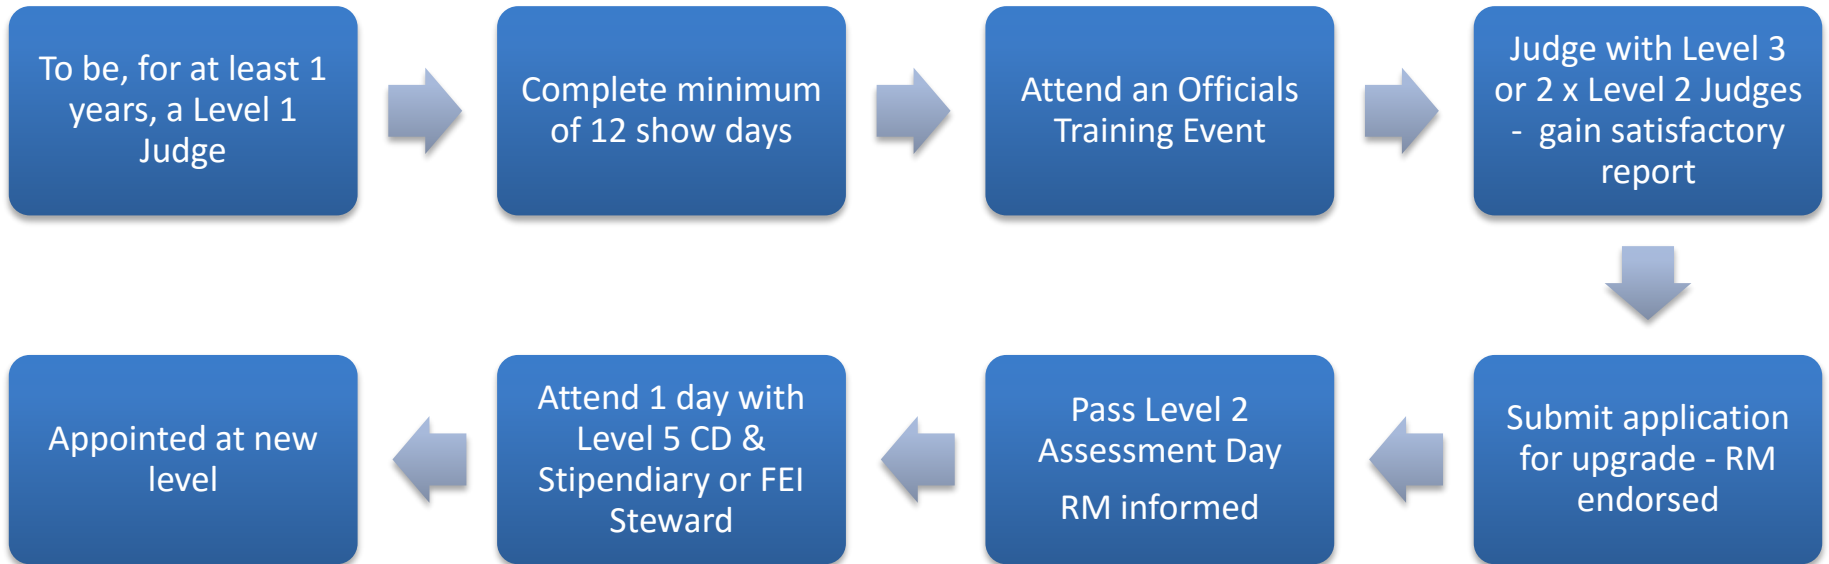 To be, for at least 1
years, a Level 1
Judge
Complete minimum
of 12 show days
Attend an Officials
Training Event
Judge with Level 3
or 2 x Level 2 Judges
- gain satisfactory
report
Submit application
for upgrade - RM
endorsed
Pass Level 2
Assessment Day
RM informed
Attend 1 day with
Level 5 CD &
Stipendiary or FEI
Steward
Appointed at new
level